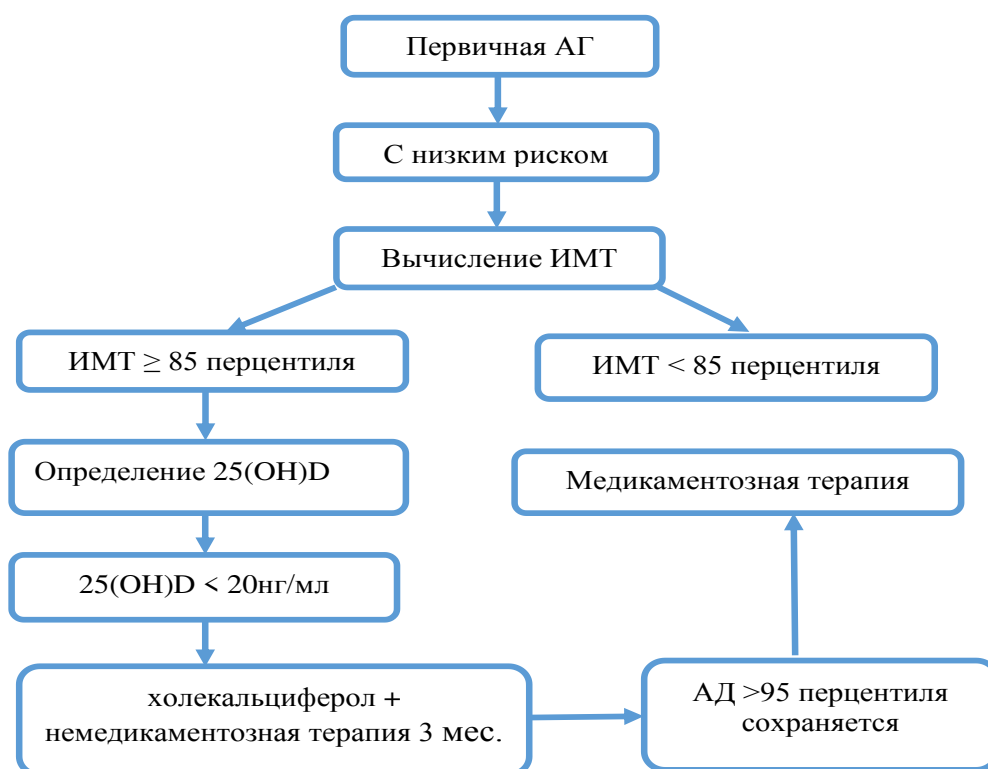 Первичная АГ
С низким риском
Вычисление ИМТ
ИМТ ≥ 85 перцентиля
ИМТ < 85 перцентиля
Определение 25(OH)D
Медикаментозная терапия
25(OH)D < 20нг/мл
холекальциферол +
немедикаментозная терапия 3 мес.
АД >95 перцентиля
сохраняется